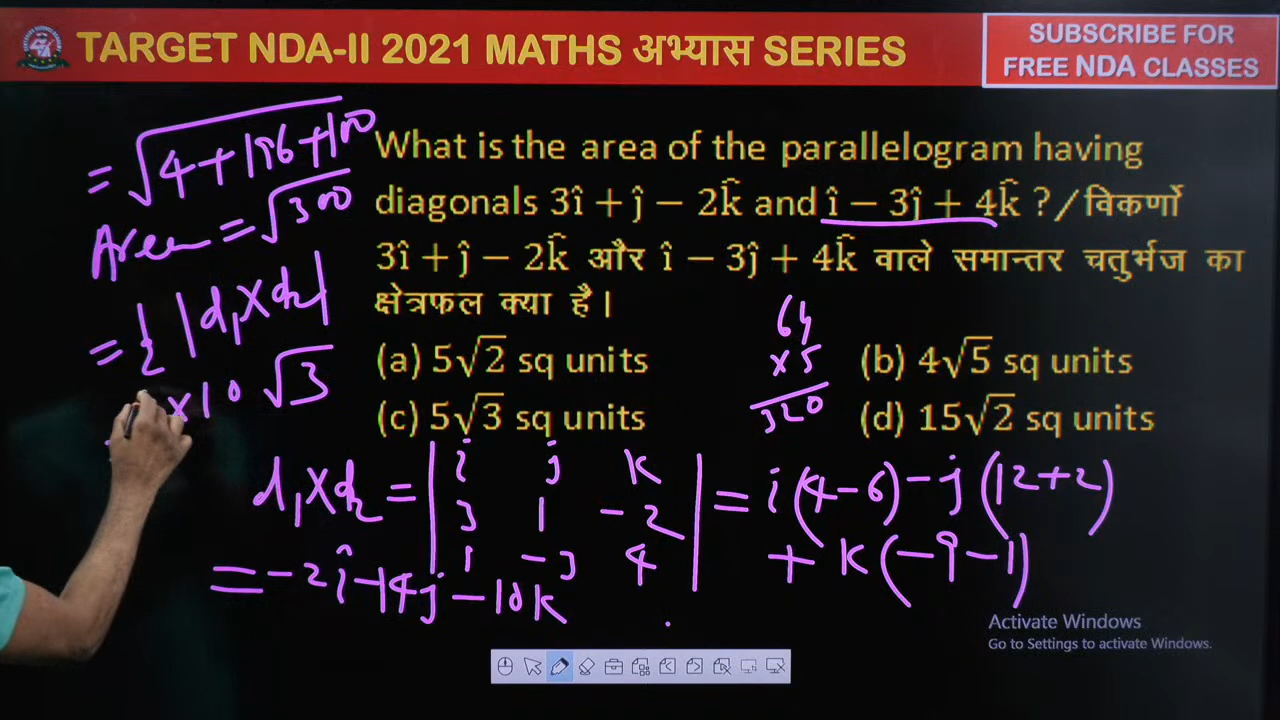 TARGET NDA-II 2021 MATHS अभ्यास SERIES
SUBSCRIBE FOR
FREE NDA CLASSES
What is the area of the parallelogram having
diagonals 3î + ĵ − 2k̂ and î − 3ĵ + 4k̂ ? / विकर्णो
3î + ĵ − 2k̂ और î − 3ĵ + 4k̂ वाले समान्तर चतुर्भज का
क्षेत्रफल क्या है।
(a) 5√2 sq units
(b) 4√5 sq units
(c) 5√3 sq units
(d) 15√2 sq units
= √4+196+100
Area = √300
= 1/2 |d₁×d₂|
×10 √3
64
×5
320
d₁×d₂ = | i j k = i(4−6) − j(12+2)
3 1 −2
1 −3 4 | + k(−9−1)
= −2î −14j −10k
Activate Windows
Go to Settings to activate Windows.